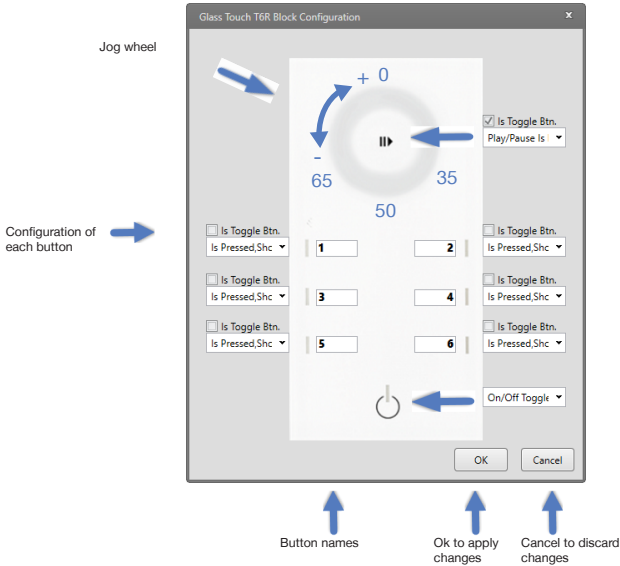 Glass Touch T6R Block Configuration x
Jog wheel
+ 0
Is Toggle Btn.
Play/Pause Is
-
65
35
50
Configuration of
each button
Is Toggle Btn.
Is Pressed,Shc
1
2
Is Toggle Btn.
Is Pressed,Shc
Is Toggle Btn.
Is Pressed,Shc
3
4
Is Toggle Btn.
Is Pressed,Shc
Is Toggle Btn.
Is Pressed,Shc
5
6
Is Toggle Btn.
Is Pressed,Shc
On/Off Toggle
OK
Cancel
Button names
Ok to apply
changes
Cancel to discard
changes